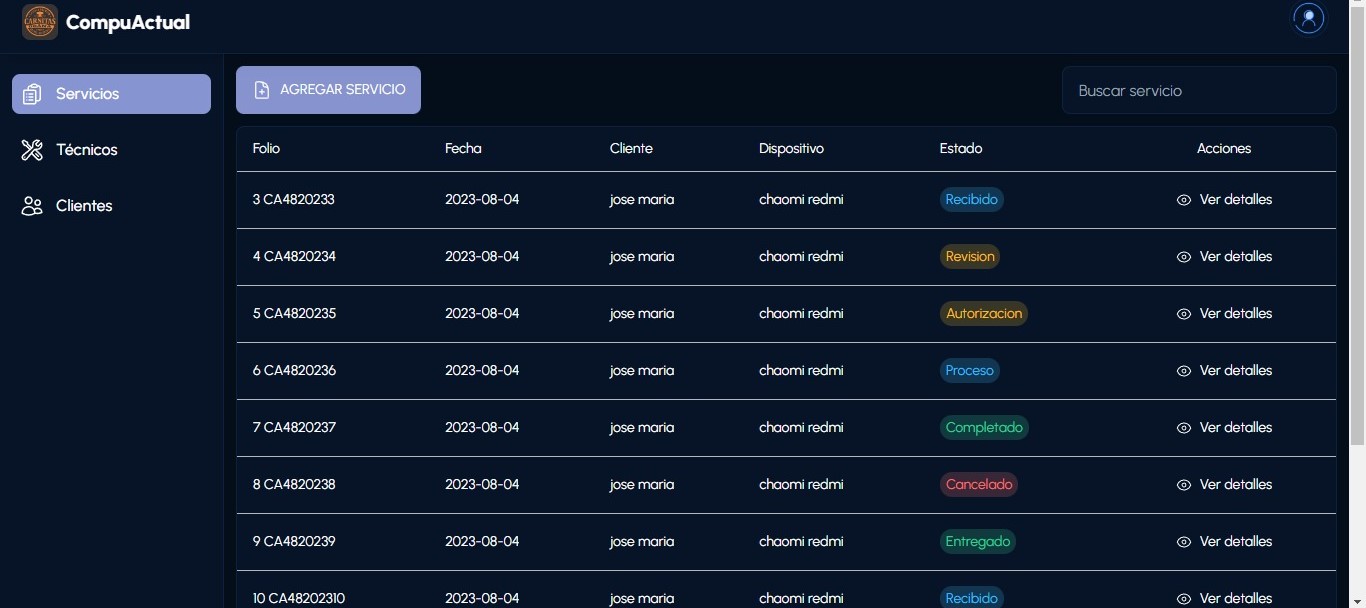 CARNITAS
CompuActual
Servicios
AGREGAR SERVICIO
Buscar servicio
Técnicos
Clientes
Folio Fecha Cliente Dispositivo Estado Acciones
3 CA4820233 2023-08-04 jose maria chaomi redmi Recibido Ver detalles
4 CA4820234 2023-08-04 jose maria chaomi redmi Revision Ver detalles
5 CA4820235 2023-08-04 jose maria chaomi redmi Autorizacion Ver detalles
6 CA4820236 2023-08-04 jose maria chaomi redmi Proceso Ver detalles
7 CA4820237 2023-08-04 jose maria chaomi redmi Completado Ver detalles
8 CA4820238 2023-08-04 jose maria chaomi redmi Cancelado Ver detalles
9 CA4820239 2023-08-04 jose maria chaomi redmi Entregado Ver detalles
10 CA48202310 2023-08-04 jose maria chaomi redmi Recibido Ver detalles